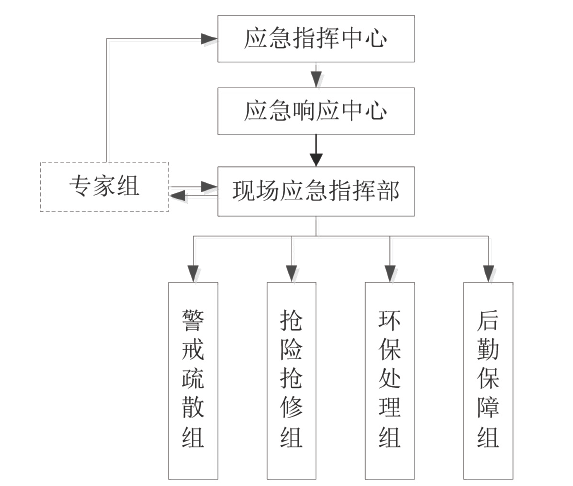 应急指挥中心
应急响应中心
专家组
现场应急指挥部
警戒疏散组
抢险抢修组
环保处理组
后勤保障组